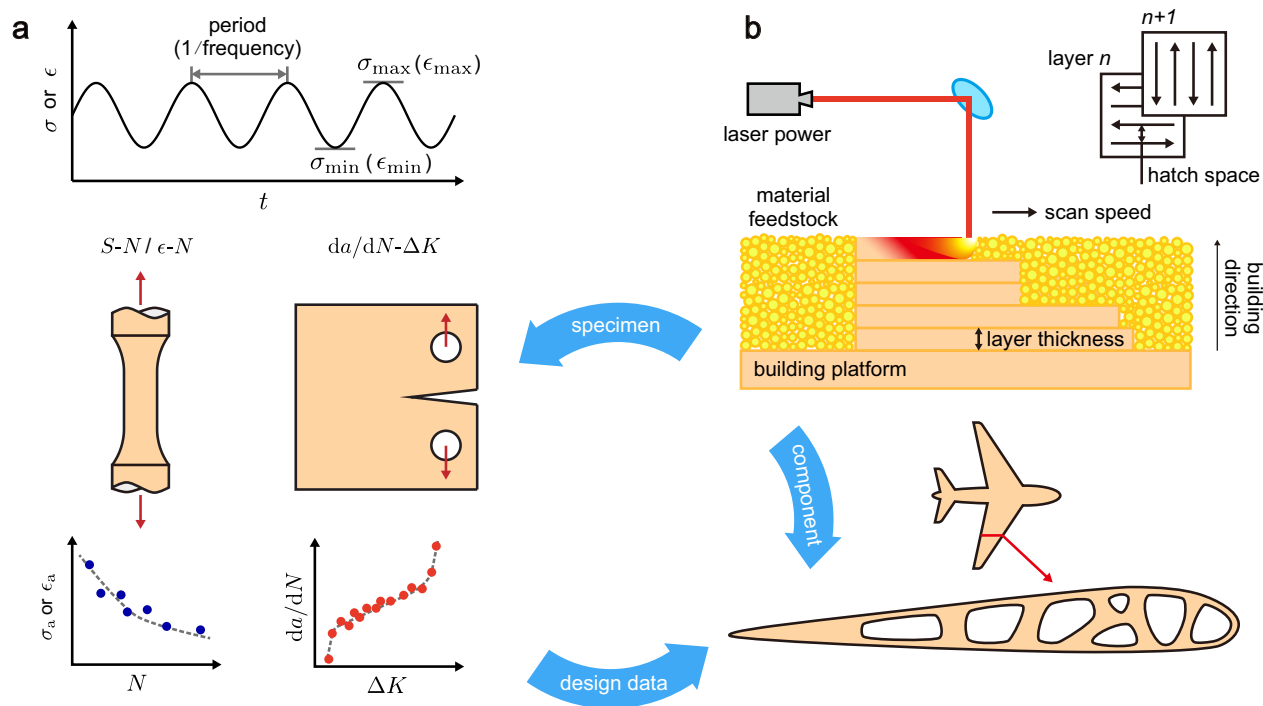 a
period
(1/frequency)
σmax(ϵmax)
σ or ϵ
σmin(ϵmin)
t
S-N / ϵ-N
da/dN-ΔK
σa or ϵa
N
da/dN
ΔK
specimen
component
design data
b
n+1
layer n
laser power
hatch space
material
feedstock
scan speed
building
direction
layer thickness
building platform